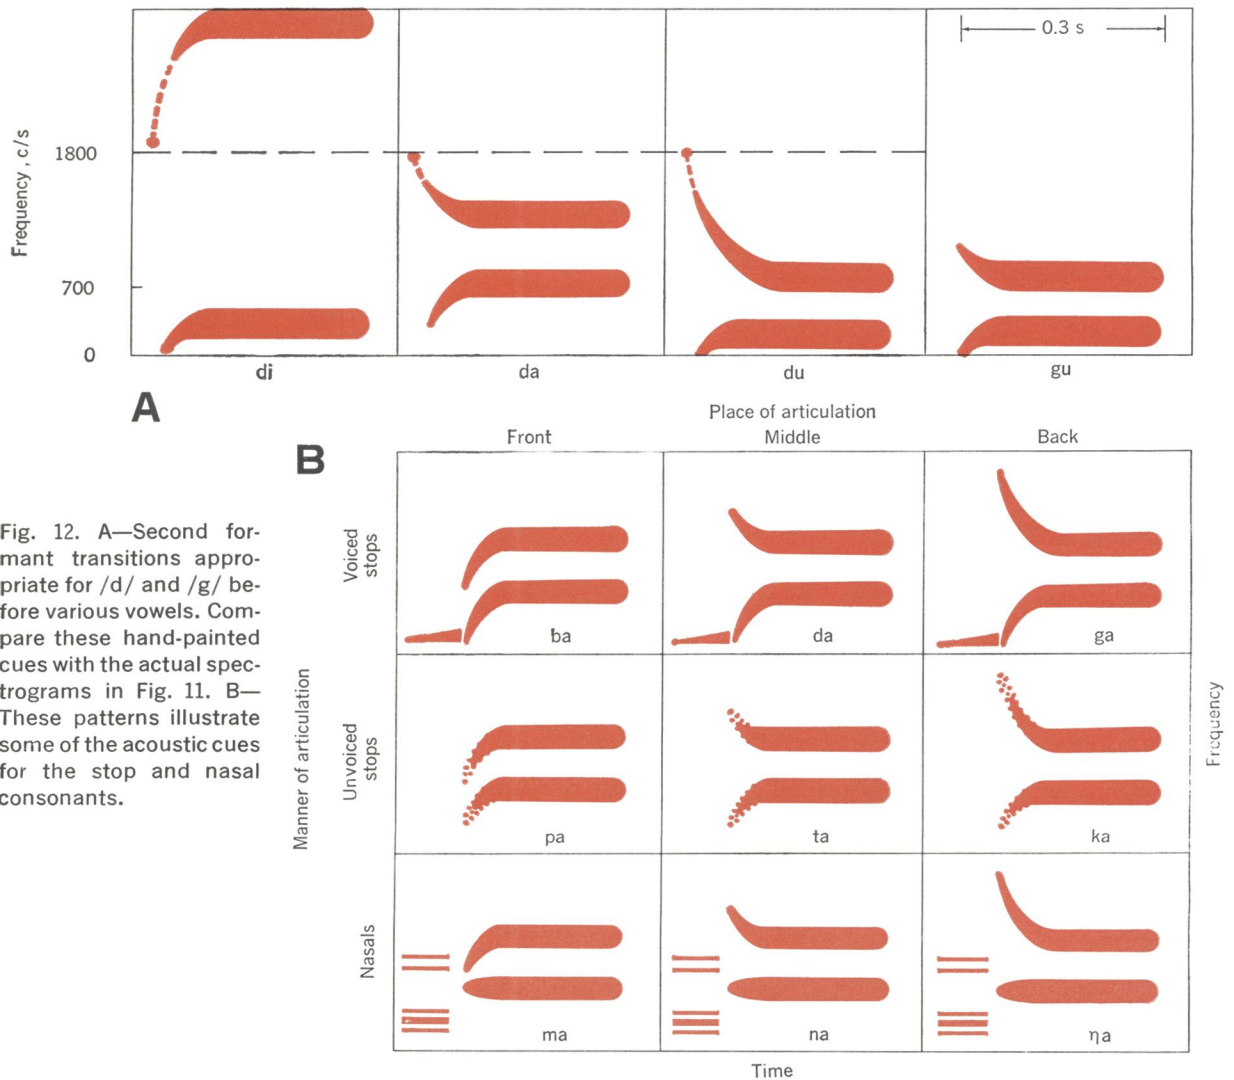 0.3 s
Frequency, c/s
1800
700
0
di
da
du
gu
A
Place of articulation
Front
Middle
Back
B
Fig. 12. A—Second for-
mant transitions appro-
priate for /d/ and /g/ be-
fore various vowels. Com-
pare these hand-painted
cues with the actual spec-
trograms in Fig. 11. B—
These patterns illustrate
some of the acoustic cues
for the stop and nasal
consonants.
Manner of articulation
Voiced
stops
ba
da
ga
Unvoiced
stops
pa
ta
ka
Nasals
ma
na
ηa
Frequency
Time